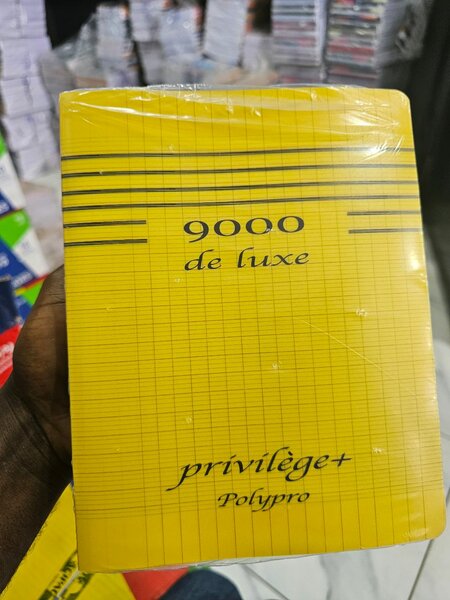 9000
de luxe
privilège+
Polypro